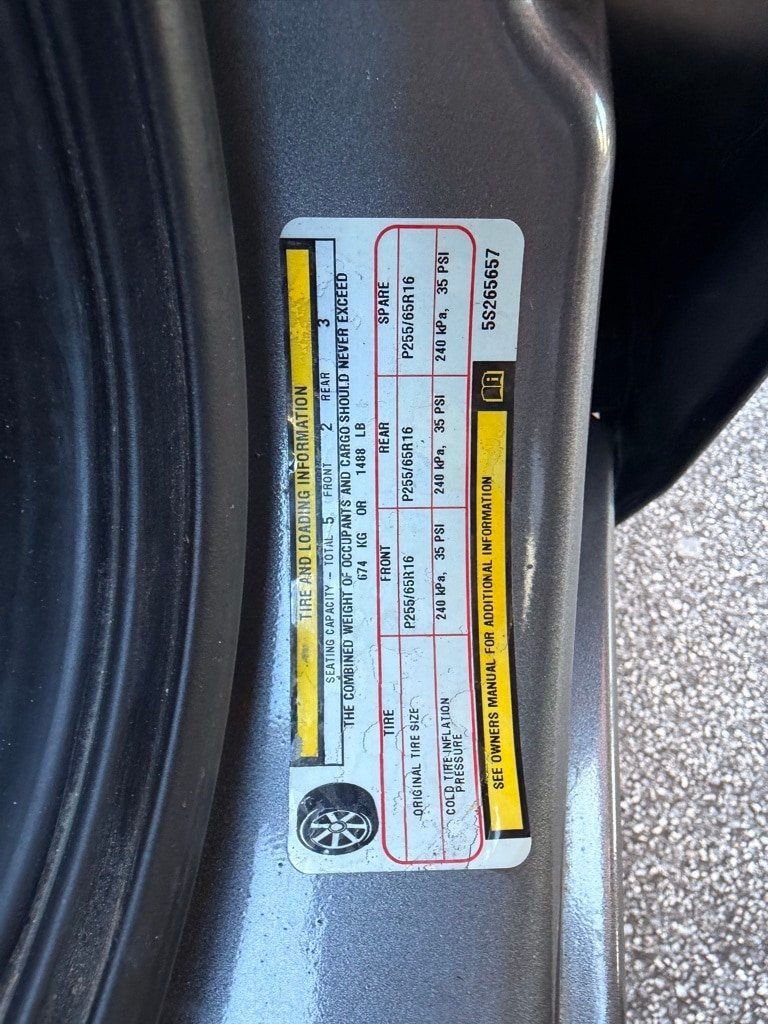 TIRE AND LOADING INFORMATION
SEATING CAPACITY – TOTAL 5 FRONT 2 REAR 3
THE COMBINED WEIGHT OF OCCUPANTS AND CARGO SHOULD NEVER EXCEED
674 KG OR 1488 LB
TIRE FRONT REAR SPARE
ORIGINAL TIRE SIZE P255/65R16 P255/65R16 P255/65R16
COLD TIRE INFLATION
PRESSURE 240 kPa, 35 PSI 240 kPa, 35 PSI 240 kPa, 35 PSI
SEE OWNERS MANUAL FOR ADDITIONAL INFORMATION
5S265657